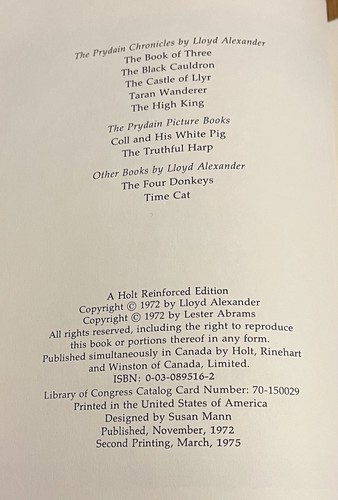 The Prydain Chronicles by Lloyd Alexander
The Book of Three
The Black Cauldron
The Castle of Llyr
Taran Wanderer
The High King
The Prydain Picture Books
Coll and His White Pig
The Truthful Harp
Other Books by Lloyd Alexander
The Four Donkeys
Time Cat
A Holt Reinforced Edition
Copyright © 1972 by Lloyd Alexander
Copyright © 1972 by Lester Abrams
All rights reserved, including the right to reproduce
this book or portions thereof in any form.
Published simultaneously in Canada by Holt, Rinehart
and Winston of Canada, Limited.
ISBN: 0-03-089516-2
Library of Congress Catalog Card Number: 70-150029
Printed in the United States of America
Designed by Susan Mann
Published, November, 1972
Second Printing, March, 1975